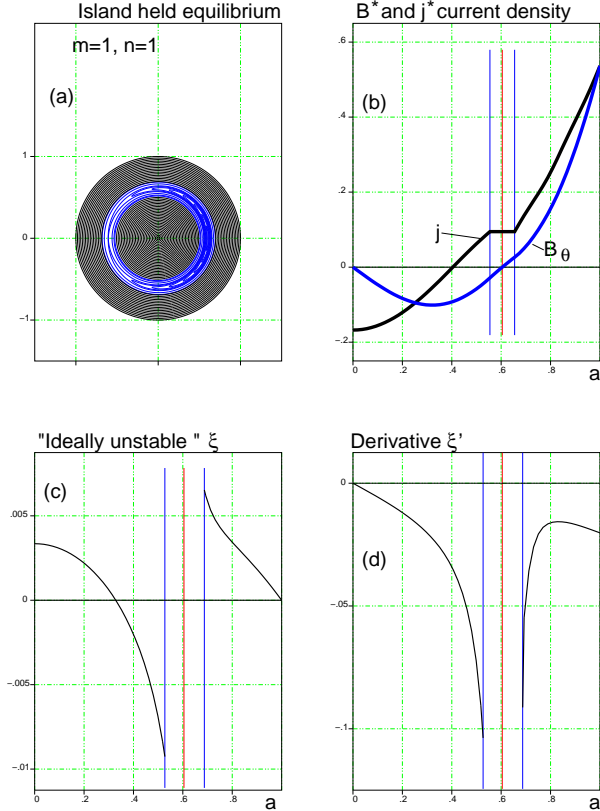 Island held equilibrium
m=1, n=1
(a)
1
0
−1
B* and j* current density
(b)
.6
.4
.2
0
−.2
j
Bθ
0
.2
.4
.6
.8
a
"Ideally unstable " ξ
(c)
.005
0
−.005
−.01
0
.2
.4
.6
.8
a
Derivative ξ'
(d)
0
−.05
−.1
0
.2
.4
.6
.8
a